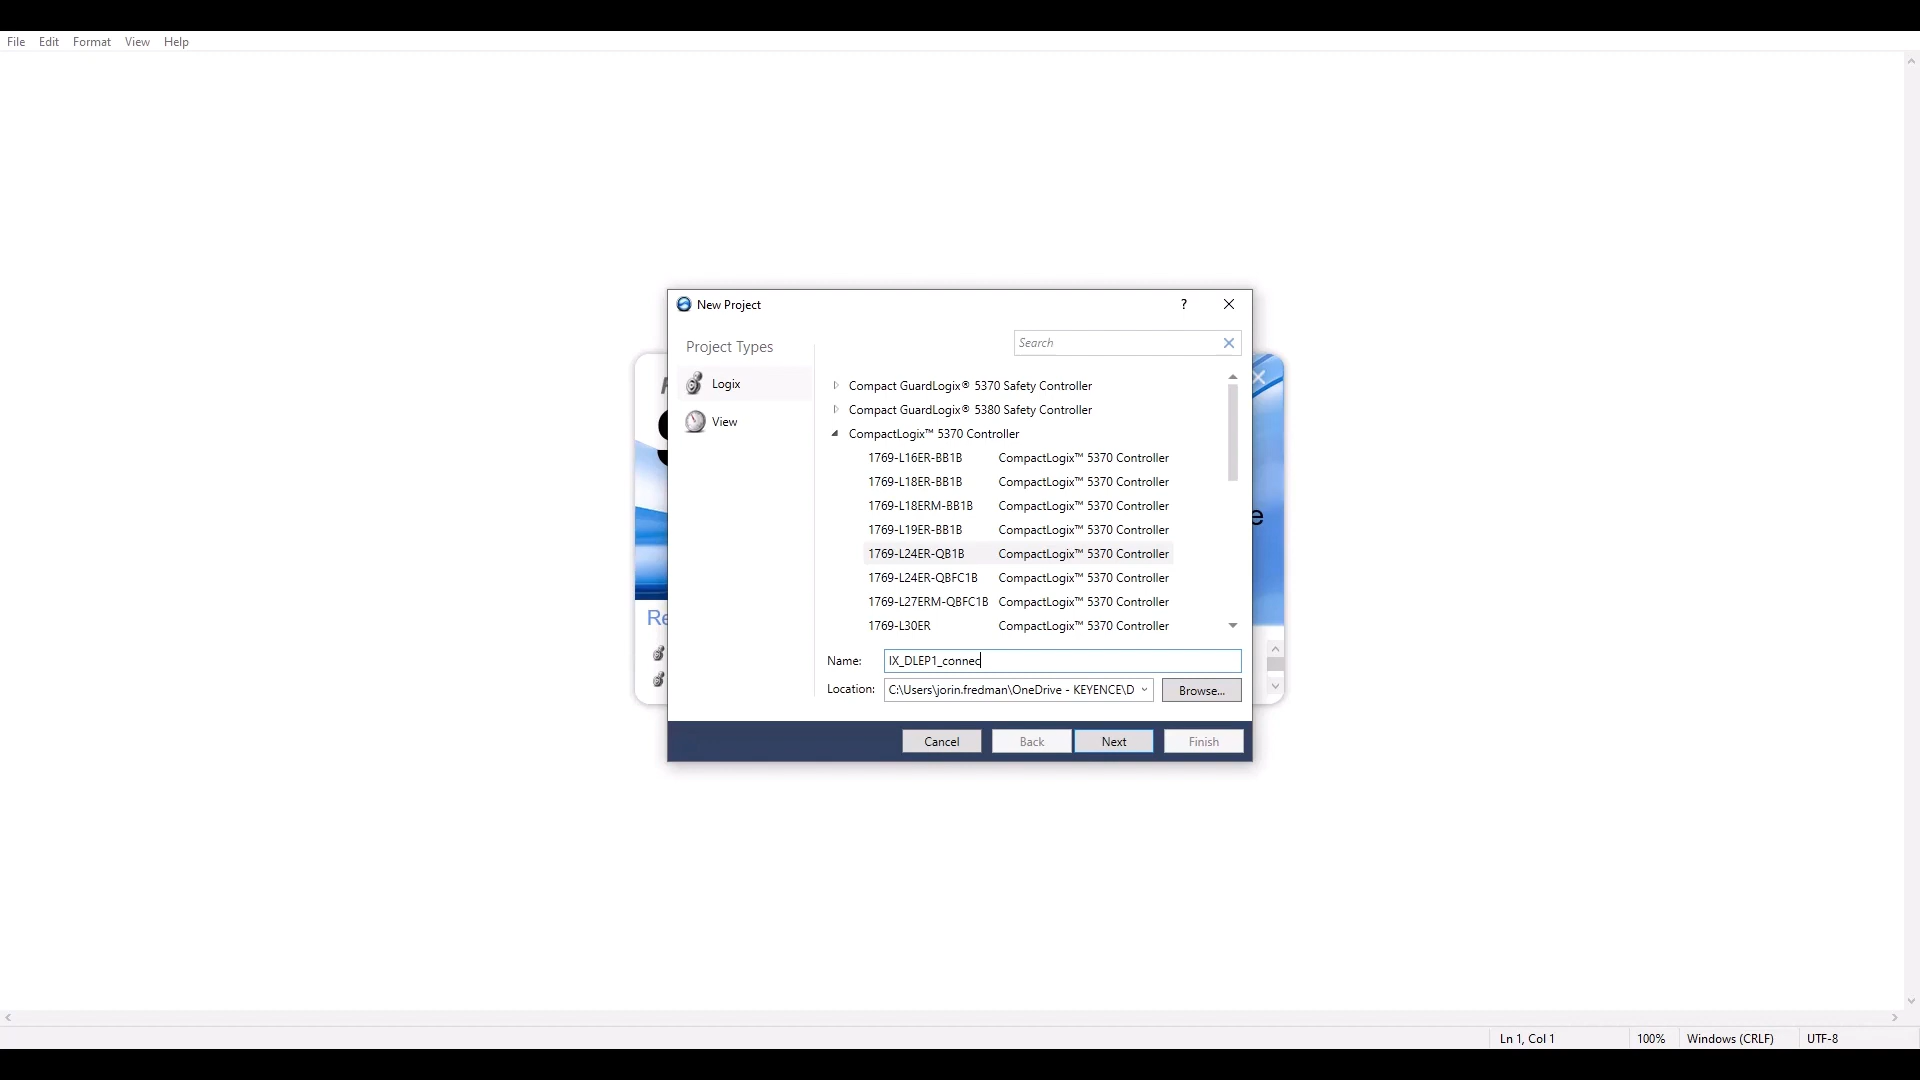 File Edit Format View Help
New Project ?
Project Types
Search
Logix
View
Compact GuardLogix® 5370 Safety Controller
Compact GuardLogix® 5380 Safety Controller
CompactLogix™ 5370 Controller
1769-L16ER-BB1B CompactLogix™ 5370 Controller
1769-L18ER-BB1B CompactLogix™ 5370 Controller
1769-L18ERM-BB1B CompactLogix™ 5370 Controller
1769-L19ER-BB1B CompactLogix™ 5370 Controller
1769-L24ER-QB1B CompactLogix™ 5370 Controller
1769-L24ER-QBFC1B CompactLogix™ 5370 Controller
1769-L27ERM-QBFC1B CompactLogix™ 5370 Controller
1769-L30ER CompactLogix™ 5370 Controller
Re
e
Name: IX_DLEP1_connec
Location: C:\Users\jorin.fredman\OneDrive - KEYENCE\D Browse...
Cancel Back Next Finish
Ln 1, Col 1 100% Windows (CRLF) UTF-8